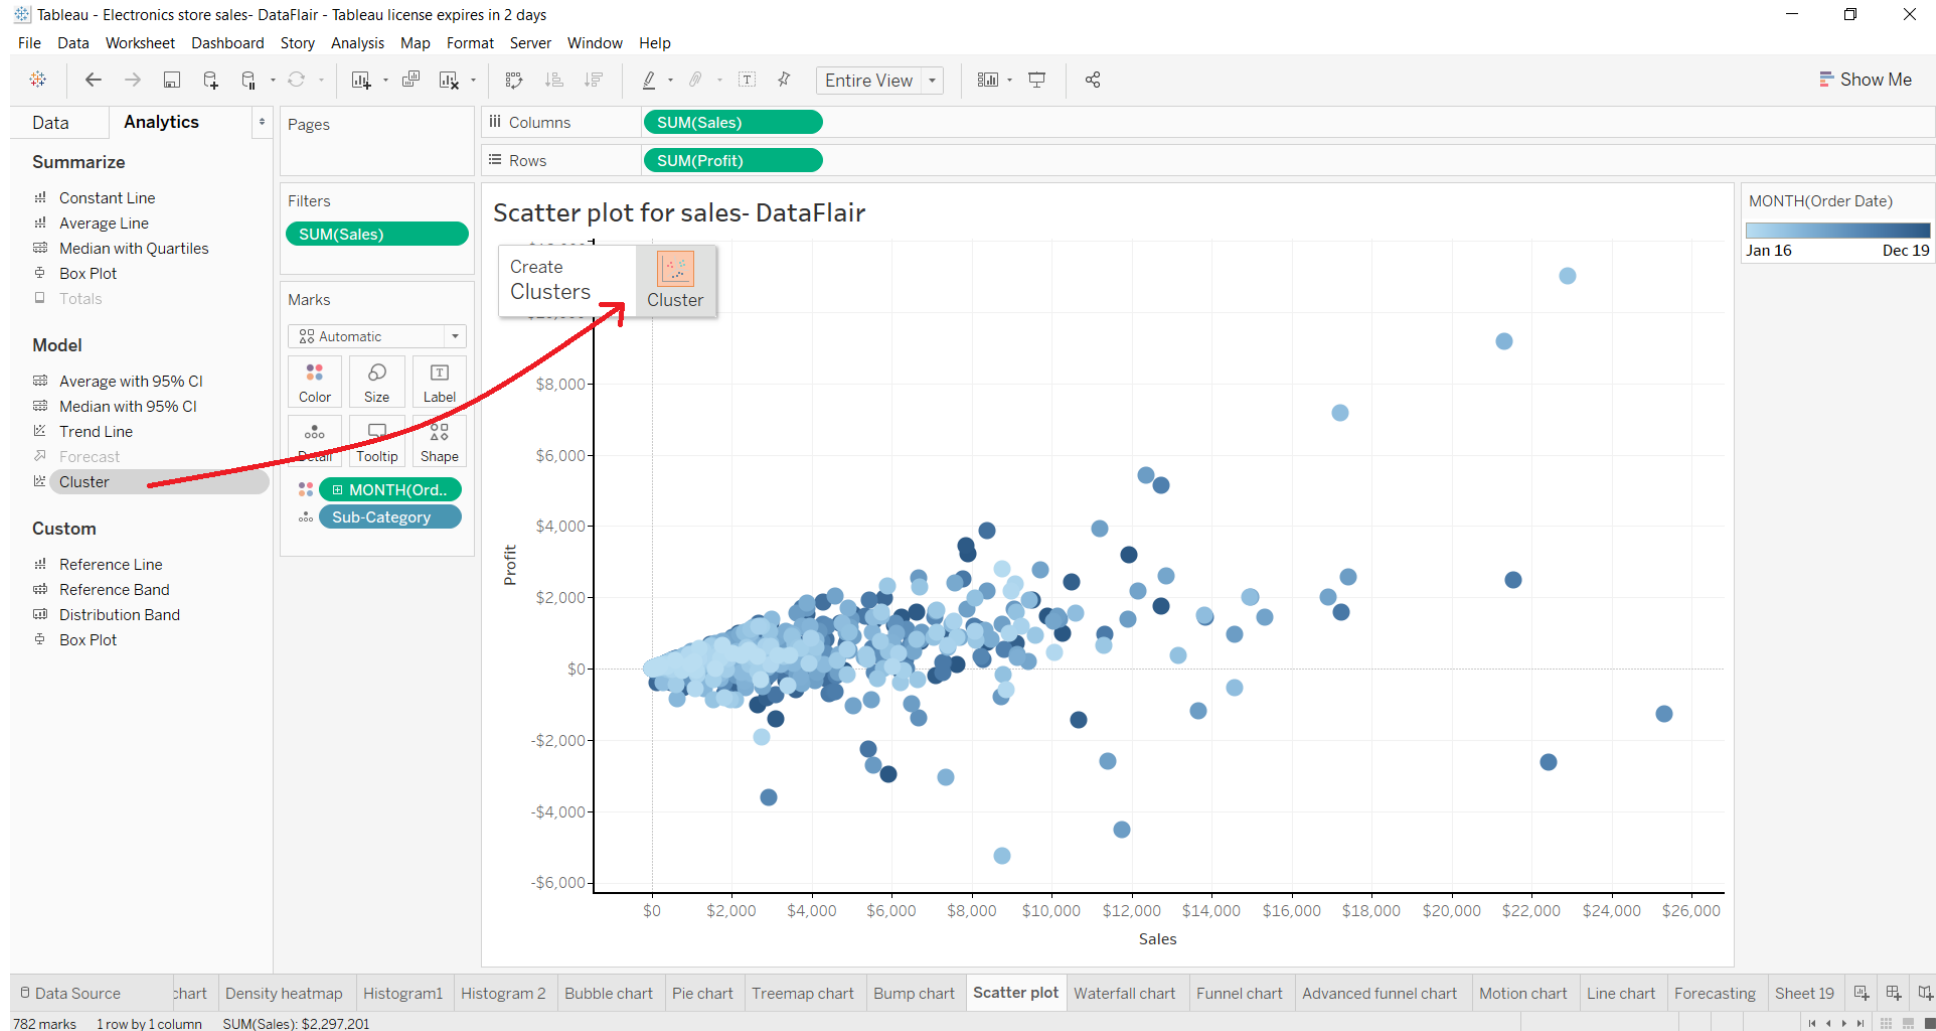 Tableau - Electronics store sales- DataFlair - Tableau license expires in 2 days
File Data Worksheet Dashboard Story Analysis Map Format Server Window Help
Entire View
Show Me
Data Analytics
Summarize
Constant Line
Average Line
Median with Quartiles
Box Plot
Totals
Model
Average with 95% CI
Median with 95% CI
Trend Line
Forecast
Cluster
Custom
Reference Line
Reference Band
Distribution Band
Box Plot
Pages
Filters
SUM(Sales)
Marks
Automatic
Color Size Label
Detail Tooltip Shape
MONTH(Ord..
Sub-Category
Columns SUM(Sales)
Rows SUM(Profit)
Scatter plot for sales- DataFlair
Create
Clusters
Cluster
$8,000
$6,000
$4,000
$2,000
$0
-$2,000
-$4,000
-$6,000
Profit
$0 $2,000 $4,000 $6,000 $8,000 $10,000 $12,000 $14,000 $16,000 $18,000 $20,000 $22,000 $24,000 $26,000
Sales
MONTH(Order Date)
Jan 16 Dec 19
Data Source chart Density heatmap Histogram1 Histogram 2 Bubble chart Pie chart Treemap chart Bump chart Scatter plot Waterfall chart Funnel chart Advanced funnel chart Motion chart Line chart Forecasting Sheet 19
782 marks 1 row by 1 column SUM(Sales): $2,297,201